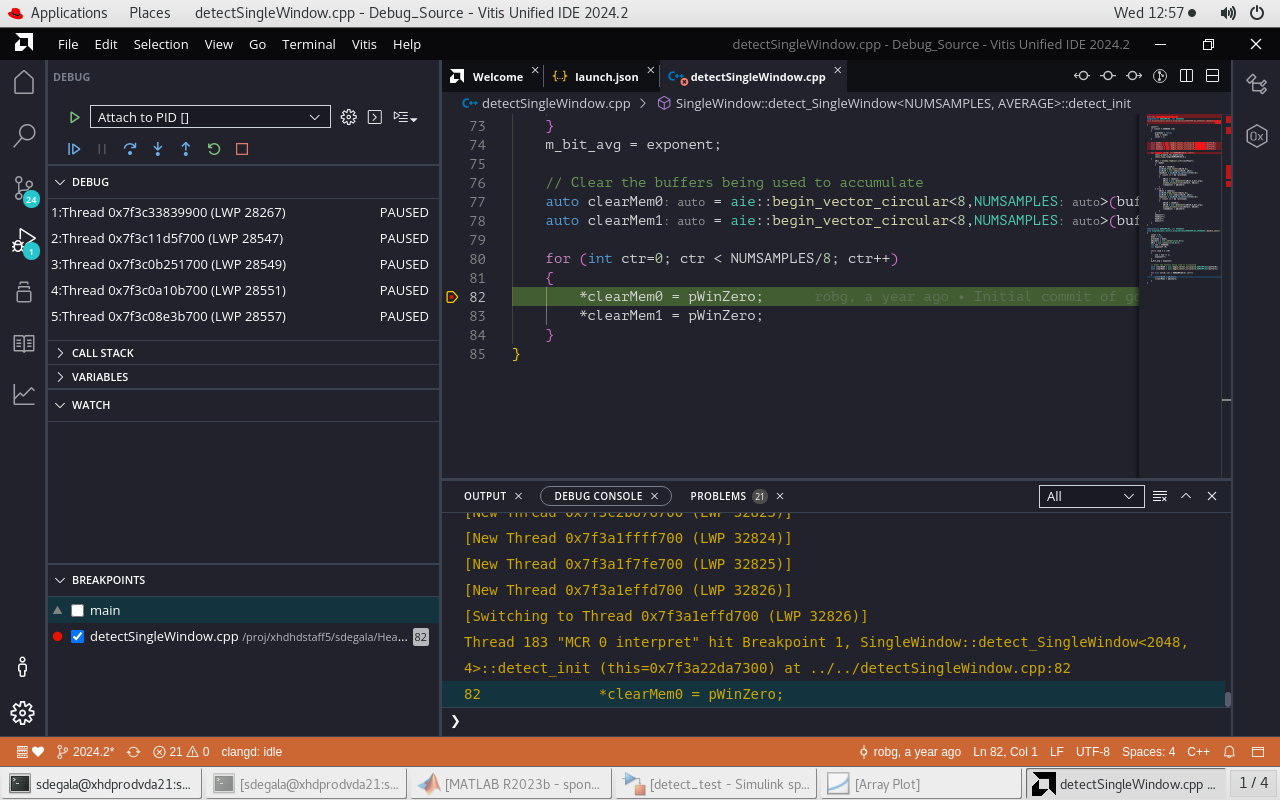 Applications Places detectSingleWindow.cpp - Debug_Source - Vitis Unified IDE 2024.2 Wed 12:57
File Edit Selection View Go Terminal Vitis Help detectSingleWindow.cpp - Debug_Source - Vitis Unified IDE 2024.2
DEBUG
Attach to PID []
DEBUG
1:Thread 0x7f3c33839900 (LWP 28267) PAUSED
2:Thread 0x7f3c11d5f700 (LWP 28547) PAUSED
3:Thread 0x7f3c0b251700 (LWP 28549) PAUSED
4:Thread 0x7f3c0a10b700 (LWP 28551) PAUSED
5:Thread 0x7f3c08e3b700 (LWP 28557) PAUSED
CALL STACK
VARIABLES
WATCH
BREAKPOINTS
main
detectSingleWindow.cpp /proj/xhdhdstaff5/sdegala/Hea... 82
24
1
Welcome launch.json detectSingleWindow.cpp
detectSingleWindow.cpp SingleWindow::detect_SingleWindow<NUMSAMPLES, AVERAGE>::detect_init
73 }
74 m_bit_avg = exponent;
75
76 // Clear the buffers being used to accumulate
77 auto clearMem0: auto = aie::begin_vector_circular<8,NUMSAMPLES: auto>(buf
78 auto clearMem1: auto = aie::begin_vector_circular<8,NUMSAMPLES: auto>(buf
79
80 for (int ctr=0; ctr < NUMSAMPLES/8; ctr++)
81 {
82 *clearMem0 = pWinZero; robg, a year ago • Initial commit of go
83 *clearMem1 = pWinZero;
84 }
85 }
0x
OUTPUT DEBUG CONSOLE PROBLEMS 21 All
[New Thread 0x7f3c2b876700 (LWP 32823)]
[New Thread 0x7f3a1ffff700 (LWP 32824)]
[New Thread 0x7f3a1f7fe700 (LWP 32825)]
[New Thread 0x7f3a1effd700 (LWP 32826)]
[Switching to Thread 0x7f3a1effd700 (LWP 32826)]
Thread 183 "MCR 0 interpret" hit Breakpoint 1, SingleWindow::detect_SingleWindow<2048,
4>::detect_init (this=0x7f3a22da7300) at ../../detectSingleWindow.cpp:82
82 *clearMem0 = pWinZero;
❯
2024.2* 21 0 clangd: idle robg, a year ago Ln 82, Col 1 LF UTF-8 Spaces: 4 C++
sdegala@xhdprodvda21:s... [sdegala@xhdprodvda21:s... [MATLAB R2023b - spon... [detect_test - Simulink sp... [Array Plot] detectSingleWindow.cpp ... 1 / 4